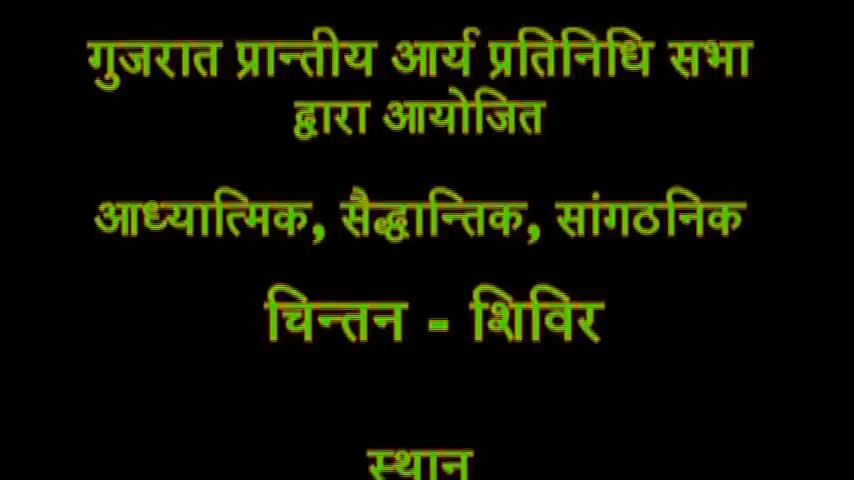 गुजरात प्रान्तीय आर्य प्रतिनिधि सभा
द्वारा आयोजित
आध्यात्मिक, सैद्धान्तिक, सांगठनिक
चिन्तन - शिविर
स्थान